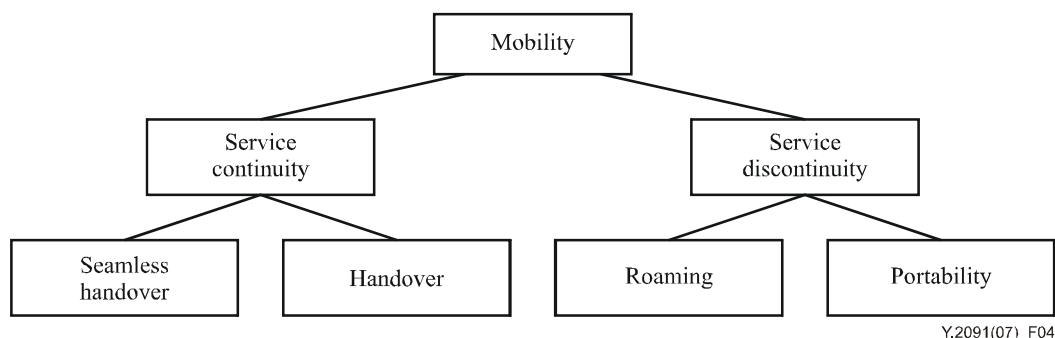 Mobility
Service
continuity
Service
discontinuity
Seamless
handover
Handover
Roaming
Portability
Y.2091(07)_F04